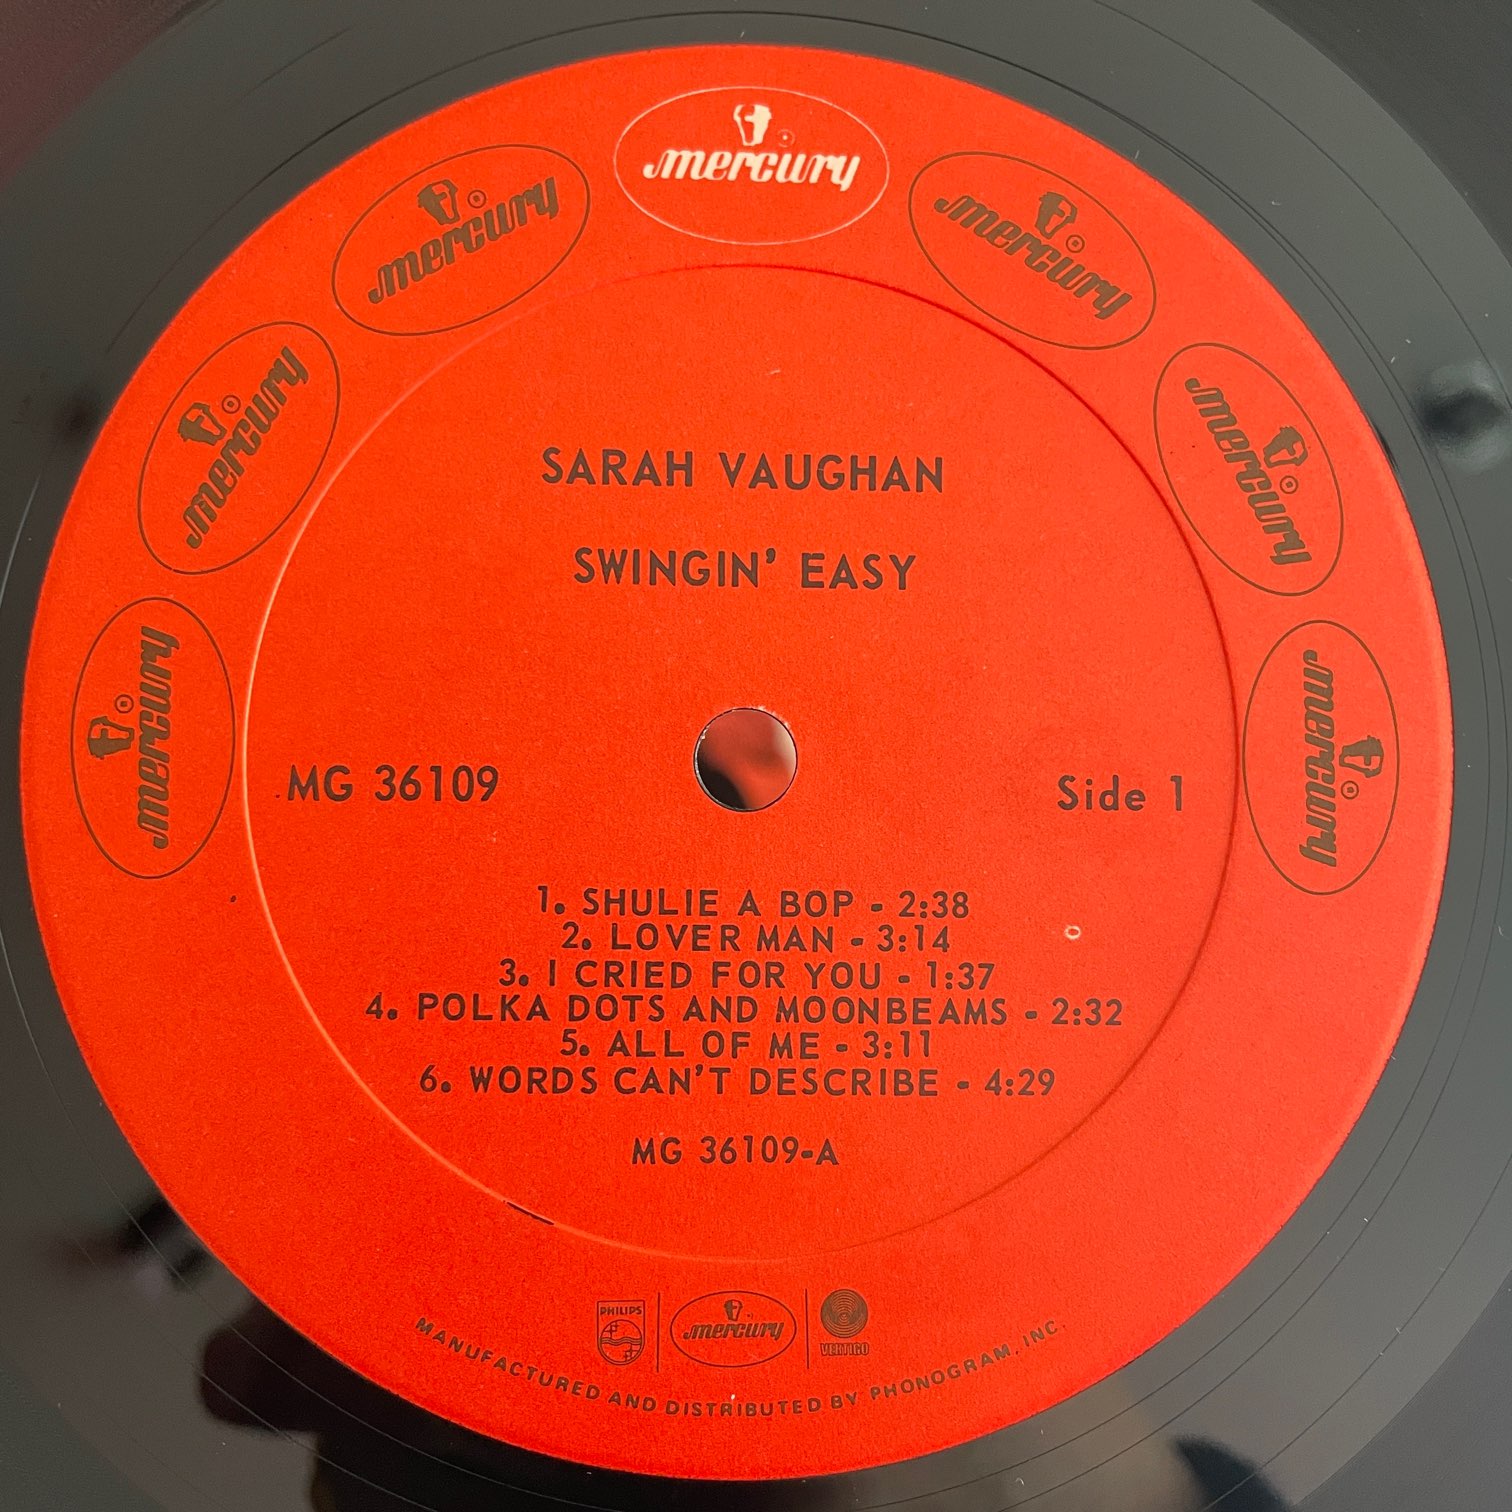 mercury
mercury
mercury
mercury
mercury
mercury
mercury
SARAH VAUGHAN
SWINGIN' EASY
MG 36109
Side 1
1. SHULIE A BOP - 2:38
2. LOVER MAN - 3:14
3. I CRIED FOR YOU - 1:37
4. POLKA DOTS AND MOONBEAMS - 2:32
5. ALL OF ME - 3:11
6. WORDS CAN'T DESCRIBE - 4:29
MG 36109-A
PHILIPS
mercury
VERTIGO
MANUFACTURED AND DISTRIBUTED BY PHONOGRAM, INC.